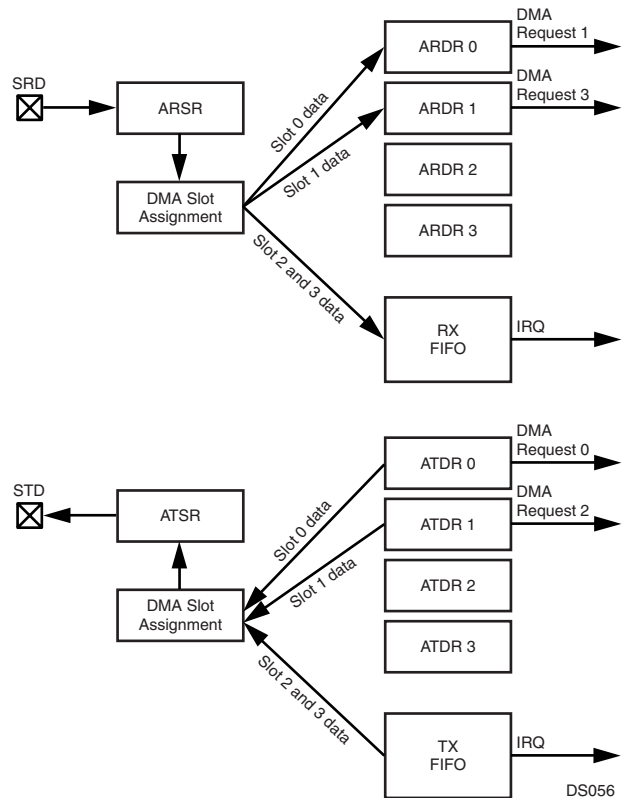 SRD
ARSR
DMA Slot
Assignment
Slot 0 data
Slot 1 data
Slot 2 and 3 data
ARDR 0
DMA
Request 1
ARDR 1
DMA
Request 3
ARDR 2
ARDR 3
RX
FIFO
IRQ
STD
ATSR
DMA Slot
Assignment
Slot 0 data
Slot 1 data
Slot 2 and 3 data
ATDR 0
DMA
Request 0
ATDR 1
DMA
Request 2
ATDR 2
ATDR 3
TX
FIFO
IRQ
DS056